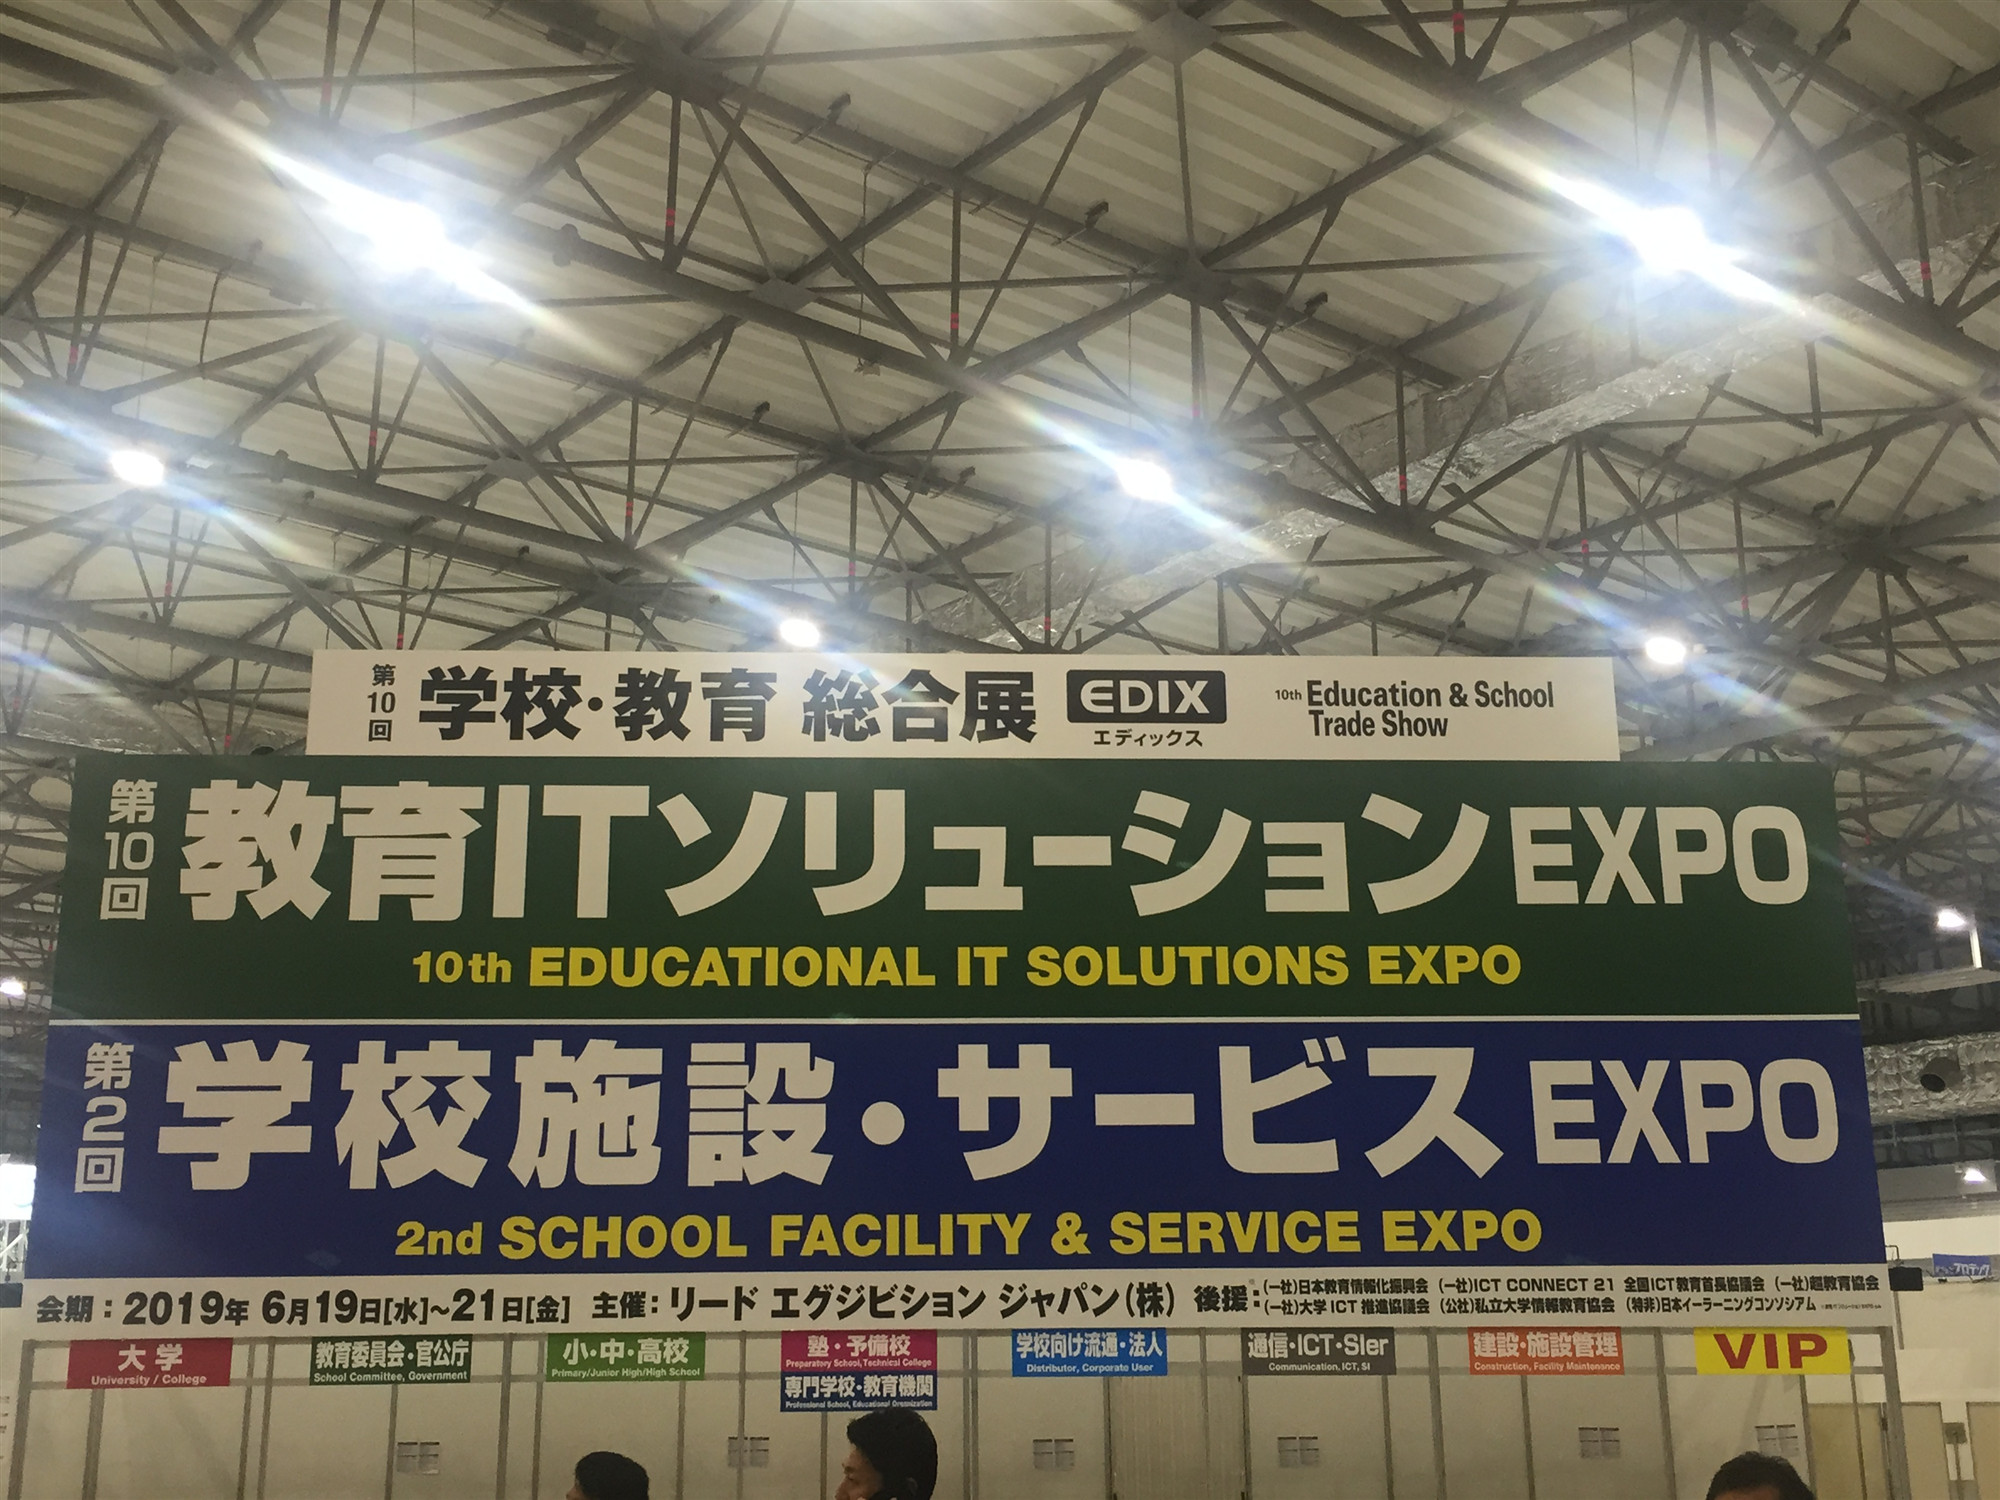 第10回 学校・教育 総合展 EDIX 10th Education & School
エディックス Trade Show
第10回 教育ITソリューションEXPO
10th EDUCATIONAL IT SOLUTIONS EXPO
第2回 学校施設・サービスEXPO
2nd SCHOOL FACILITY & SERVICE EXPO
会期：2019年 6月19日[水]～21日[金] 主催：リード エグジビション ジャパン(株) 後援：
(一社)日本教育情報化振興会 (一社)ICT CONNECT 21 全国ICT教育首長協議会 (一社)超教育協会
(一社)大学ICT推進協議会 (公社)私立大学情報教育協会 (特非)日本イーラーニングコンソシアム
大学
University / College
教育委員会・官公庁
School Committee, Government
小・中・高校
Primary/Junior High/High School
塾・予備校
Preparatory School, Technical College
専門学校・教育機関
Professional School, Educational Organization
学校向け流通・法人
Distributor, Corporate User
通信・ICT・SIer
Communication, ICT, SI
建設・施設管理
Construction, Facility Maintenance
VIP